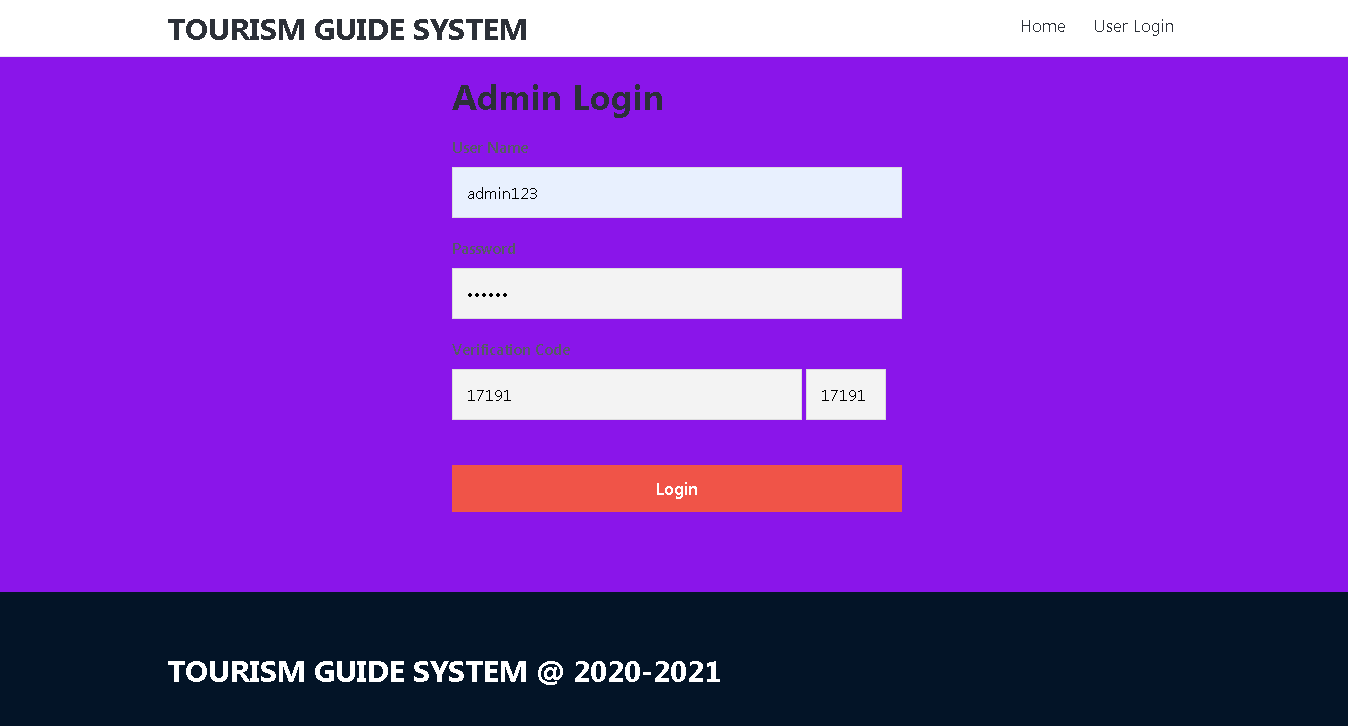 TOURISM GUIDE SYSTEM
Home User Login
Admin Login
User Name
admin123
Password
••••••
Verification Code
17191 17191
Login
TOURISM GUIDE SYSTEM @ 2020-2021